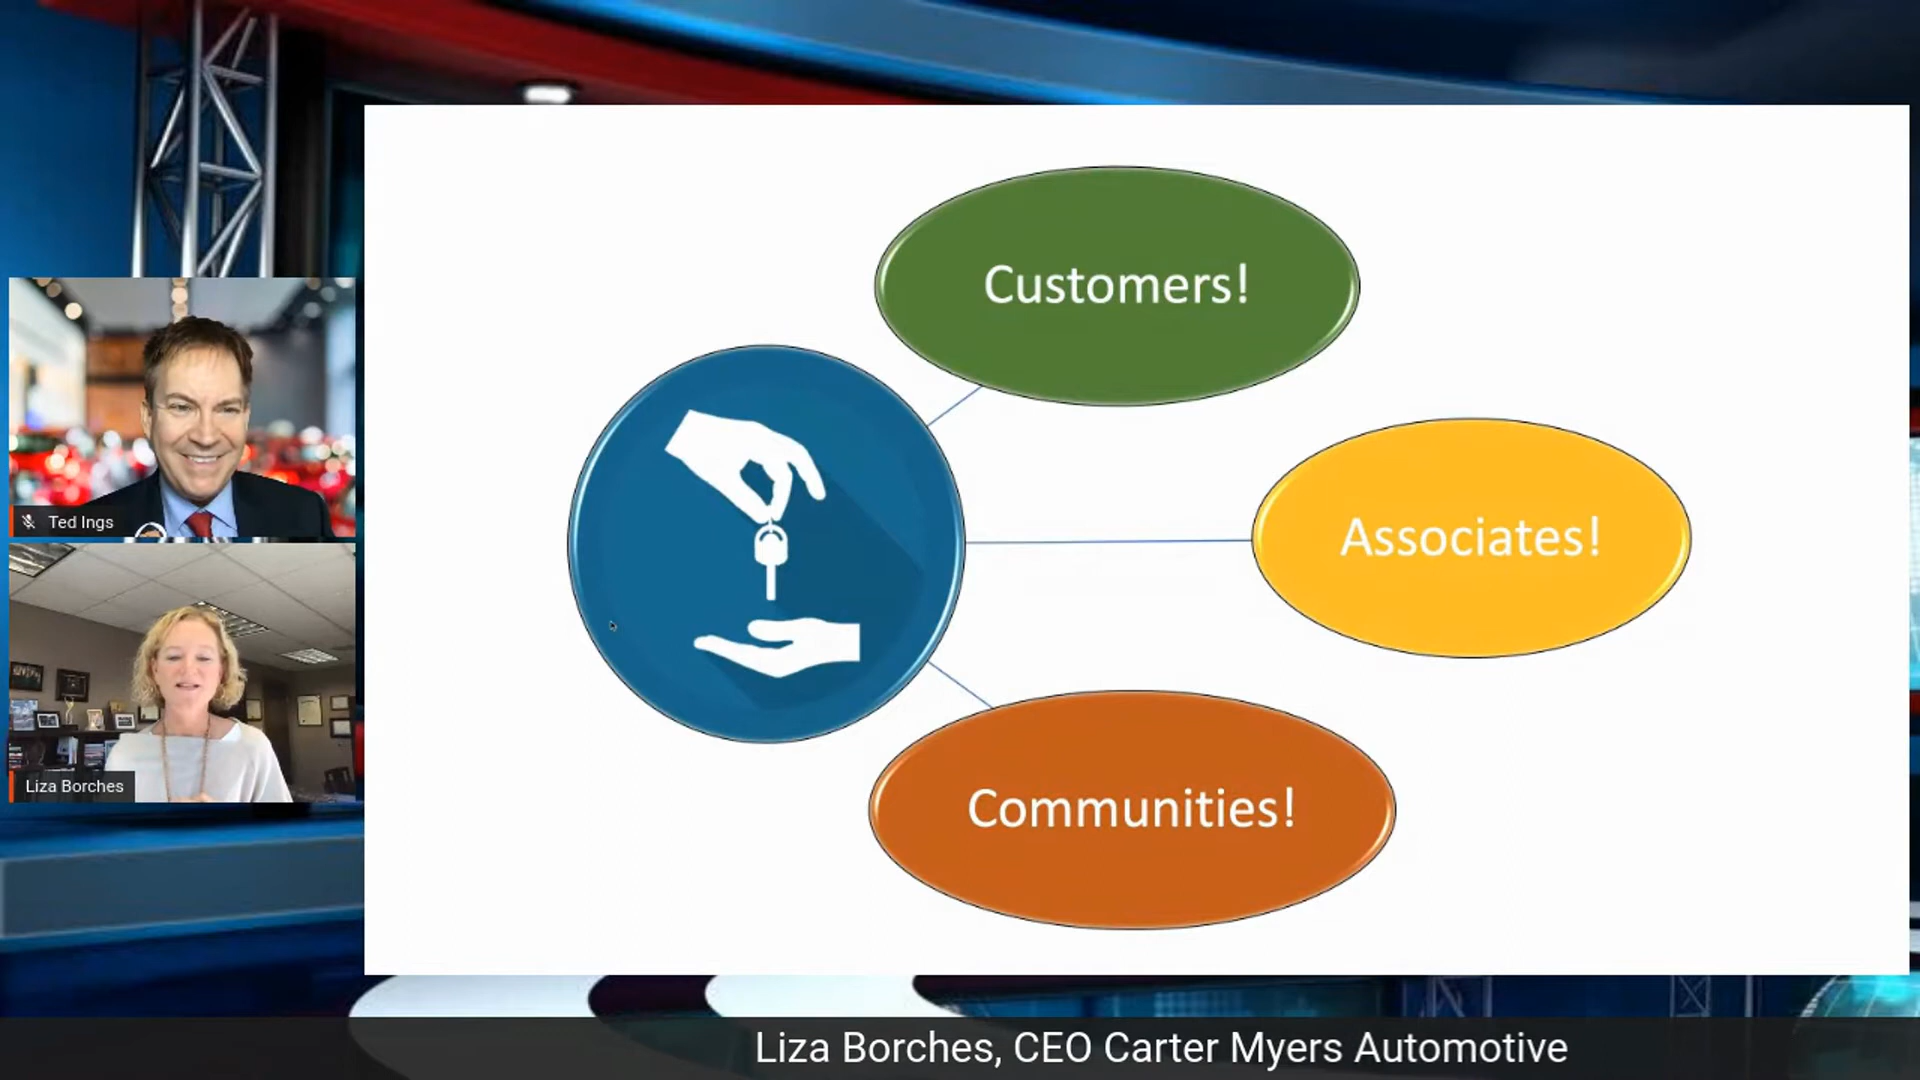 Customers!
Associates!
Communities!
Ted Ings
Liza Borches
Liza Borches, CEO Carter Myers Automotive